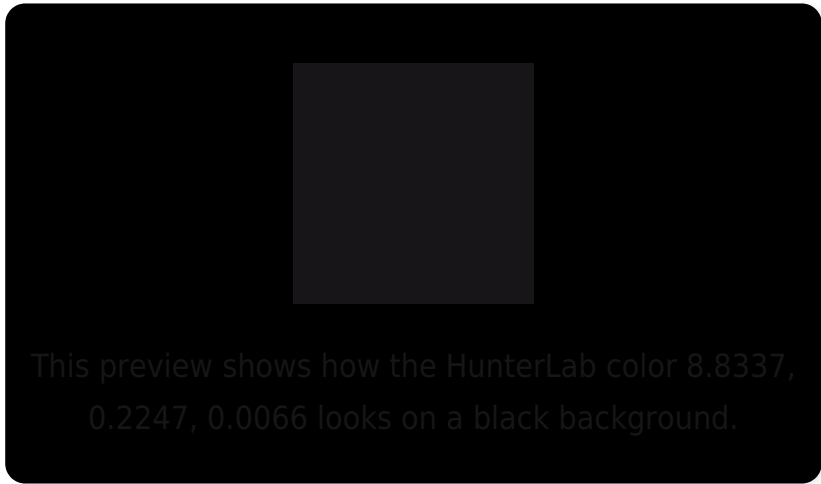 This preview shows how the HunterLab color 8.8337,
0.2247, 0.0066 looks on a black background.